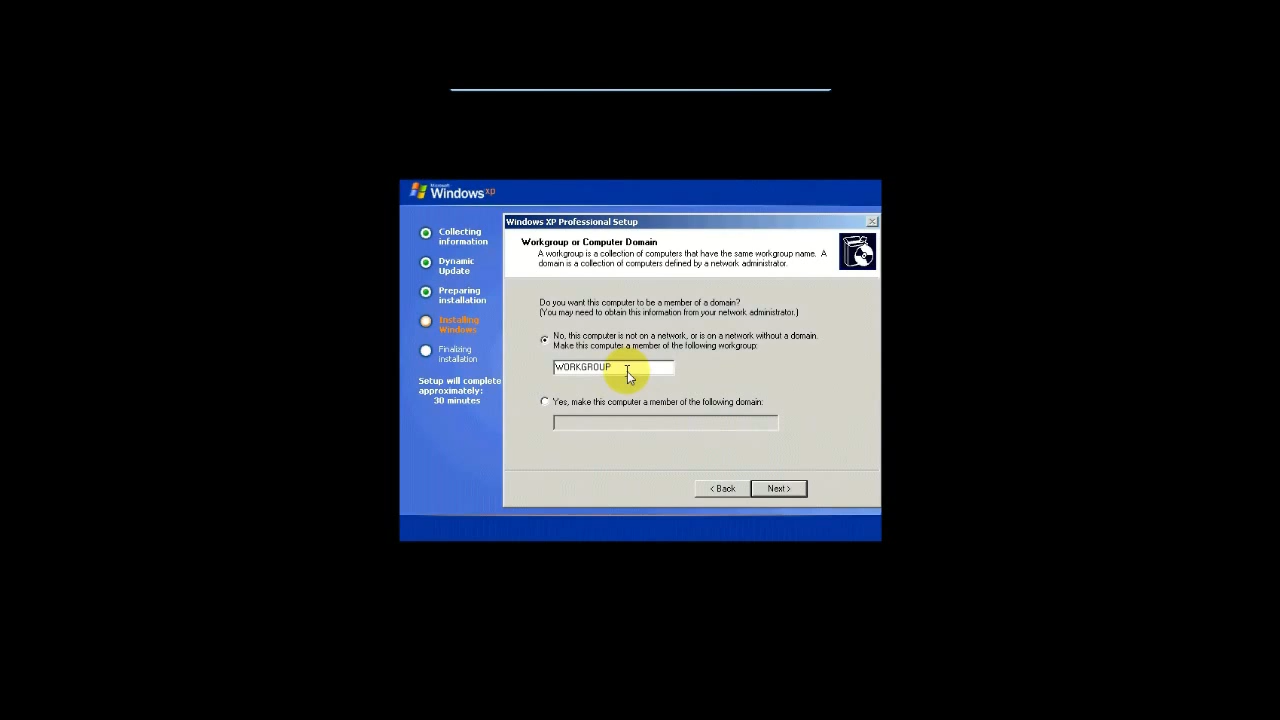 Microsoft
Windows xp
Collecting
information
Dynamic
Update
Preparing
installation
Installing
Windows
Finalizing
installation
Setup will complete
approximately:
30 minutes
Windows XP Professional Setup
Workgroup or Computer Domain
A workgroup is a collection of computers that have the same workgroup name. A
domain is a collection of computers defined by a network administrator.
Do you want this computer to be a member of a domain?
(You may need to obtain this information from your network administrator.)
No, this computer is not on a network, or is on a network without a domain.
Make this computer a member of the following workgroup:
WORKGROUP
Yes, make this computer a member of the following domain:
< Back
Next >